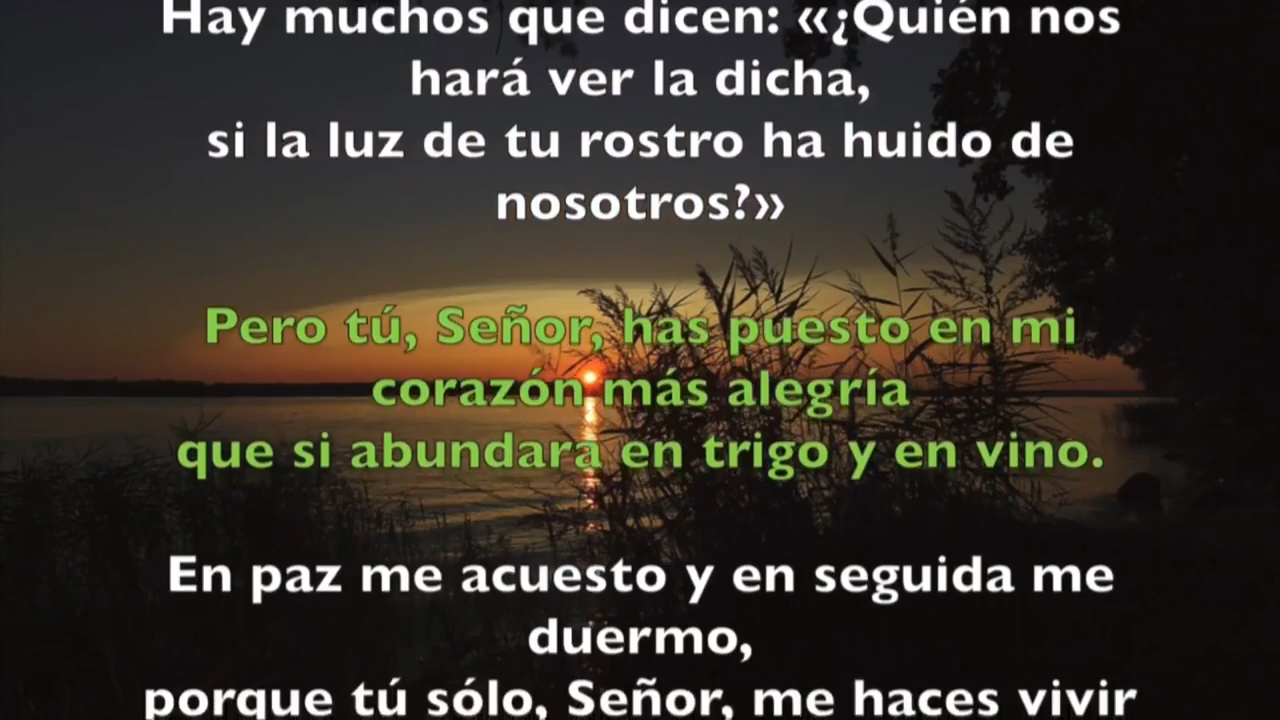 Hay muchos que dicen: «¿Quién nos
hará ver la dicha,
si la luz de tu rostro ha huido de
nosotros?»
Pero tú, Señor, has puesto en mi
corazón más alegría
que si abundara en trigo y en vino.
En paz me acuesto y en seguida me
duermo,
porque tú sólo, Señor, me haces vivir